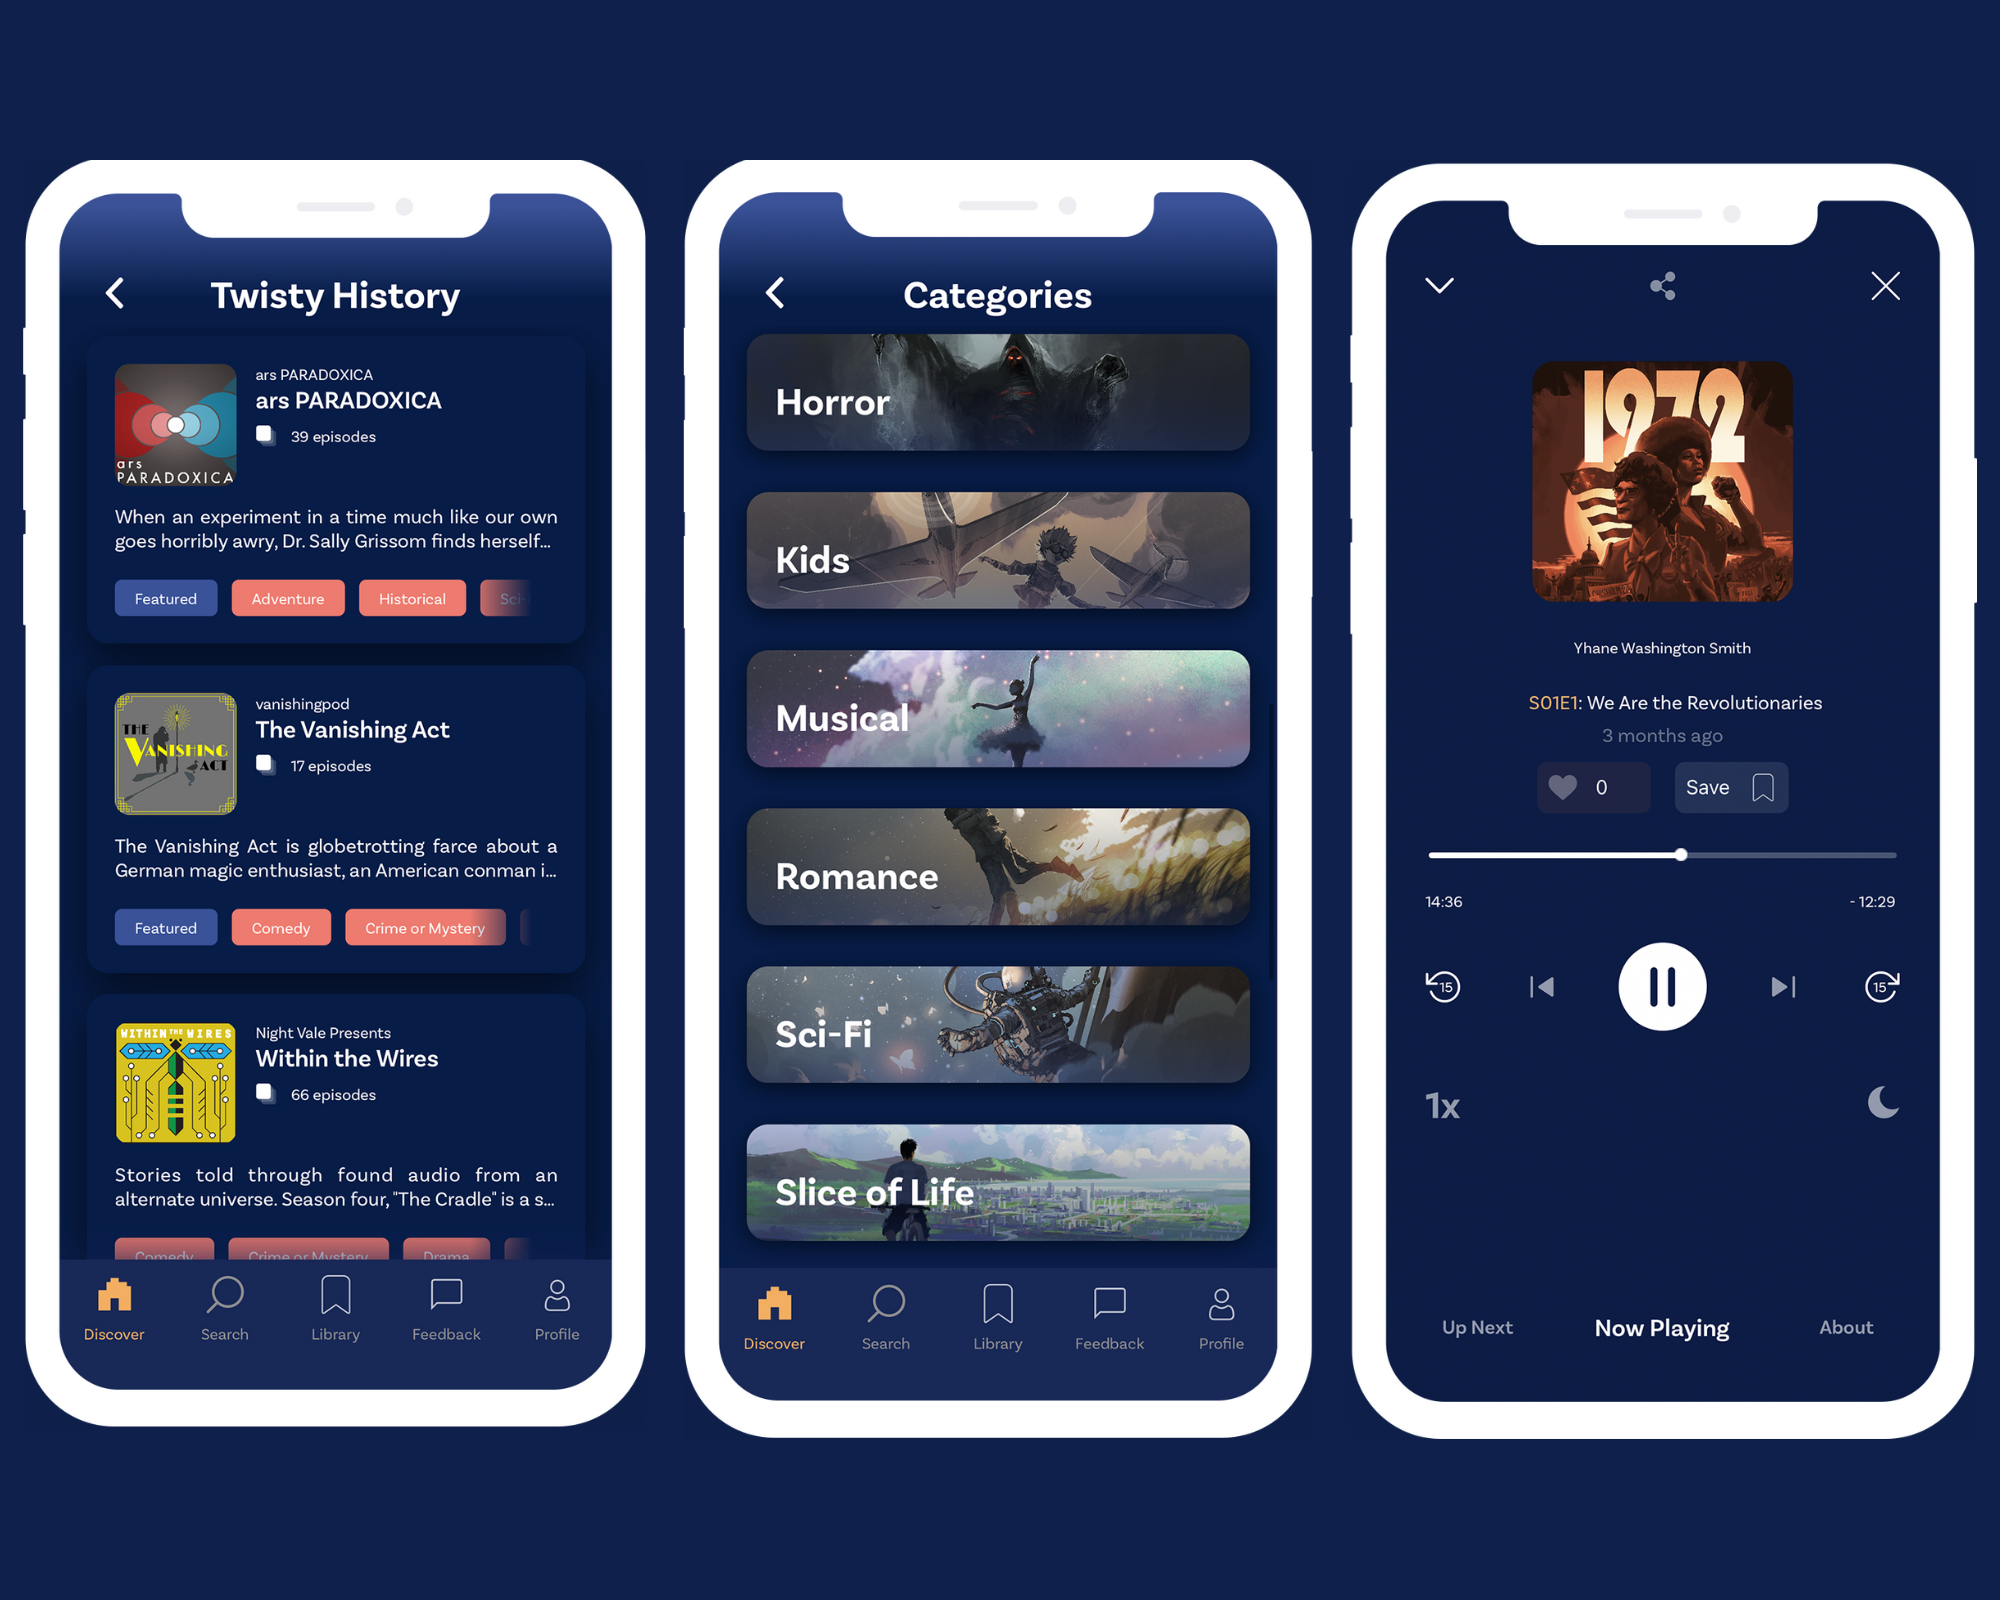 Twisty History
ars PARADOXICA
ars PARADOXICA
39 episodes
ars
PARADOXICA
When an experiment in a time much like our own
goes horribly awry, Dr. Sally Grissom finds herself...
Featured
Adventure
Historical
Sci-
vanishingpod
The Vanishing Act
17 episodes
THE
VANISHING
ACT
The Vanishing Act is globetrotting farce about a
German magic enthusiast, an American conman i...
Featured
Comedy
Crime or Mystery
WITHIN THE WIRES
Night Vale Presents
Within the Wires
66 episodes
Stories told through found audio from an
alternate universe. Season four, "The Cradle" is a s...
Comedy
Crime or Mystery
Drama
Discover
Search
Library
Feedback
Profile
Categories
Horror
Kids
Musical
Romance
Sci-Fi
Slice of Life
Discover
Search
Library
Feedback
Profile
1972
Yhane Washington Smith
S01E1: We Are the Revolutionaries
3 months ago
0
Save
14:36
- 12:29
15
15
1x
Up Next
Now Playing
About